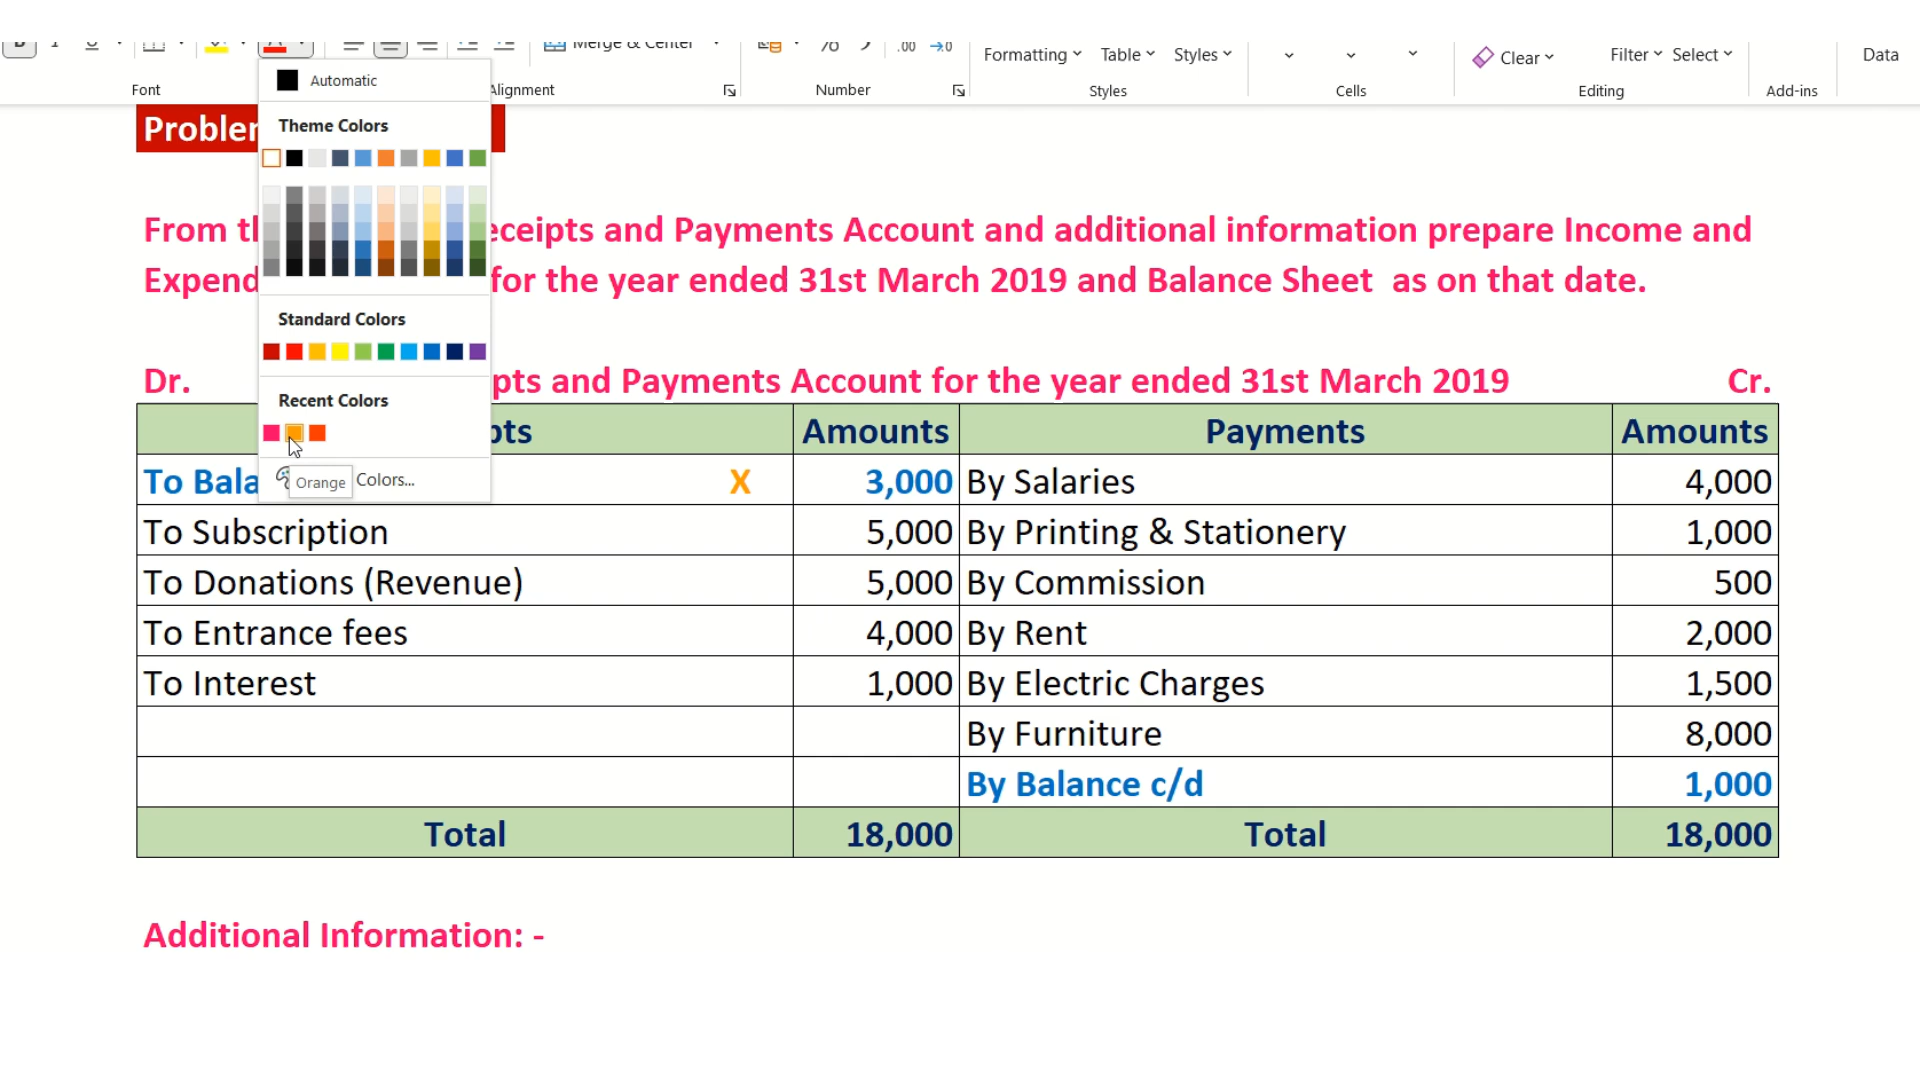 Merge & Center
.00
Formatting Table Styles
Clear
Filter Select
Data
Font
Alignment
Number
Styles
Cells
Editing
Add-ins
Automatic
Theme Colors
Standard Colors
Recent Colors
Orange
Colors...
From receipts and Payments Account and additional information prepare Income and
for the year ended 31st March 2019 and Balance Sheet as on that date.
Dr. and Payments Account for the year ended 31st March 2019 Cr.
Amounts Payments Amounts
To X 3,000 By Salaries 4,000
To Subscription 5,000 By Printing & Stationery 1,000
To Donations (Revenue) 5,000 By Commission 500
To Entrance fees 4,000 By Rent 2,000
To Interest 1,000 By Electric Charges 1,500
By Furniture 8,000
By Balance c/d 1,000
Total 18,000 Total 18,000
Additional Information: -